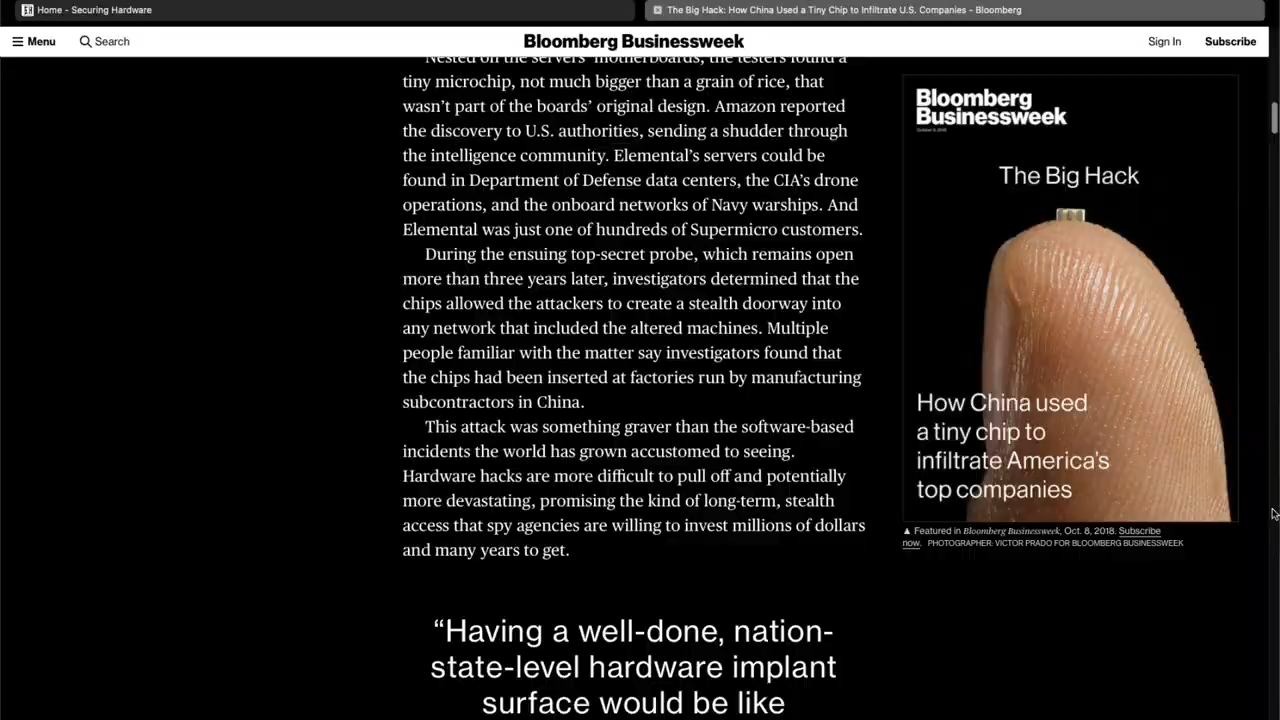 Home - Securing Hardware
The Big Hack: How China Used a Tiny Chip to Infiltrate U.S. Companies - Bloomberg
Menu
Search
Bloomberg Businessweek
Sign In
Subscribe
Nested on the servers' motherboards, the testers found a
tiny microchip, not much bigger than a grain of rice, that
wasn't part of the boards' original design. Amazon reported
the discovery to U.S. authorities, sending a shudder through
the intelligence community. Elemental's servers could be
found in Department of Defense data centers, the CIA's drone
operations, and the onboard networks of Navy warships. And
Elemental was just one of hundreds of Supermicro customers.
During the ensuing top-secret probe, which remains open
more than three years later, investigators determined that the
chips allowed the attackers to create a stealth doorway into
any network that included the altered machines. Multiple
people familiar with the matter say investigators found that
the chips had been inserted at factories run by manufacturing
subcontractors in China.
This attack was something graver than the software-based
incidents the world has grown accustomed to seeing.
Hardware hacks are more difficult to pull off and potentially
more devastating, promising the kind of long-term, stealth
access that spy agencies are willing to invest millions of dollars
and many years to get.
"Having a well-done, nation-
state-level hardware implant
surface would be like
Bloomberg
Businessweek
The Big Hack
How China used
a tiny chip to
infiltrate America's
top companies
▲ Featured in Bloomberg Businessweek, Oct. 8, 2018. Subscribe
now. PHOTOGRAPHER: VICTOR PRADO FOR BLOOMBERG BUSINESSWEEK